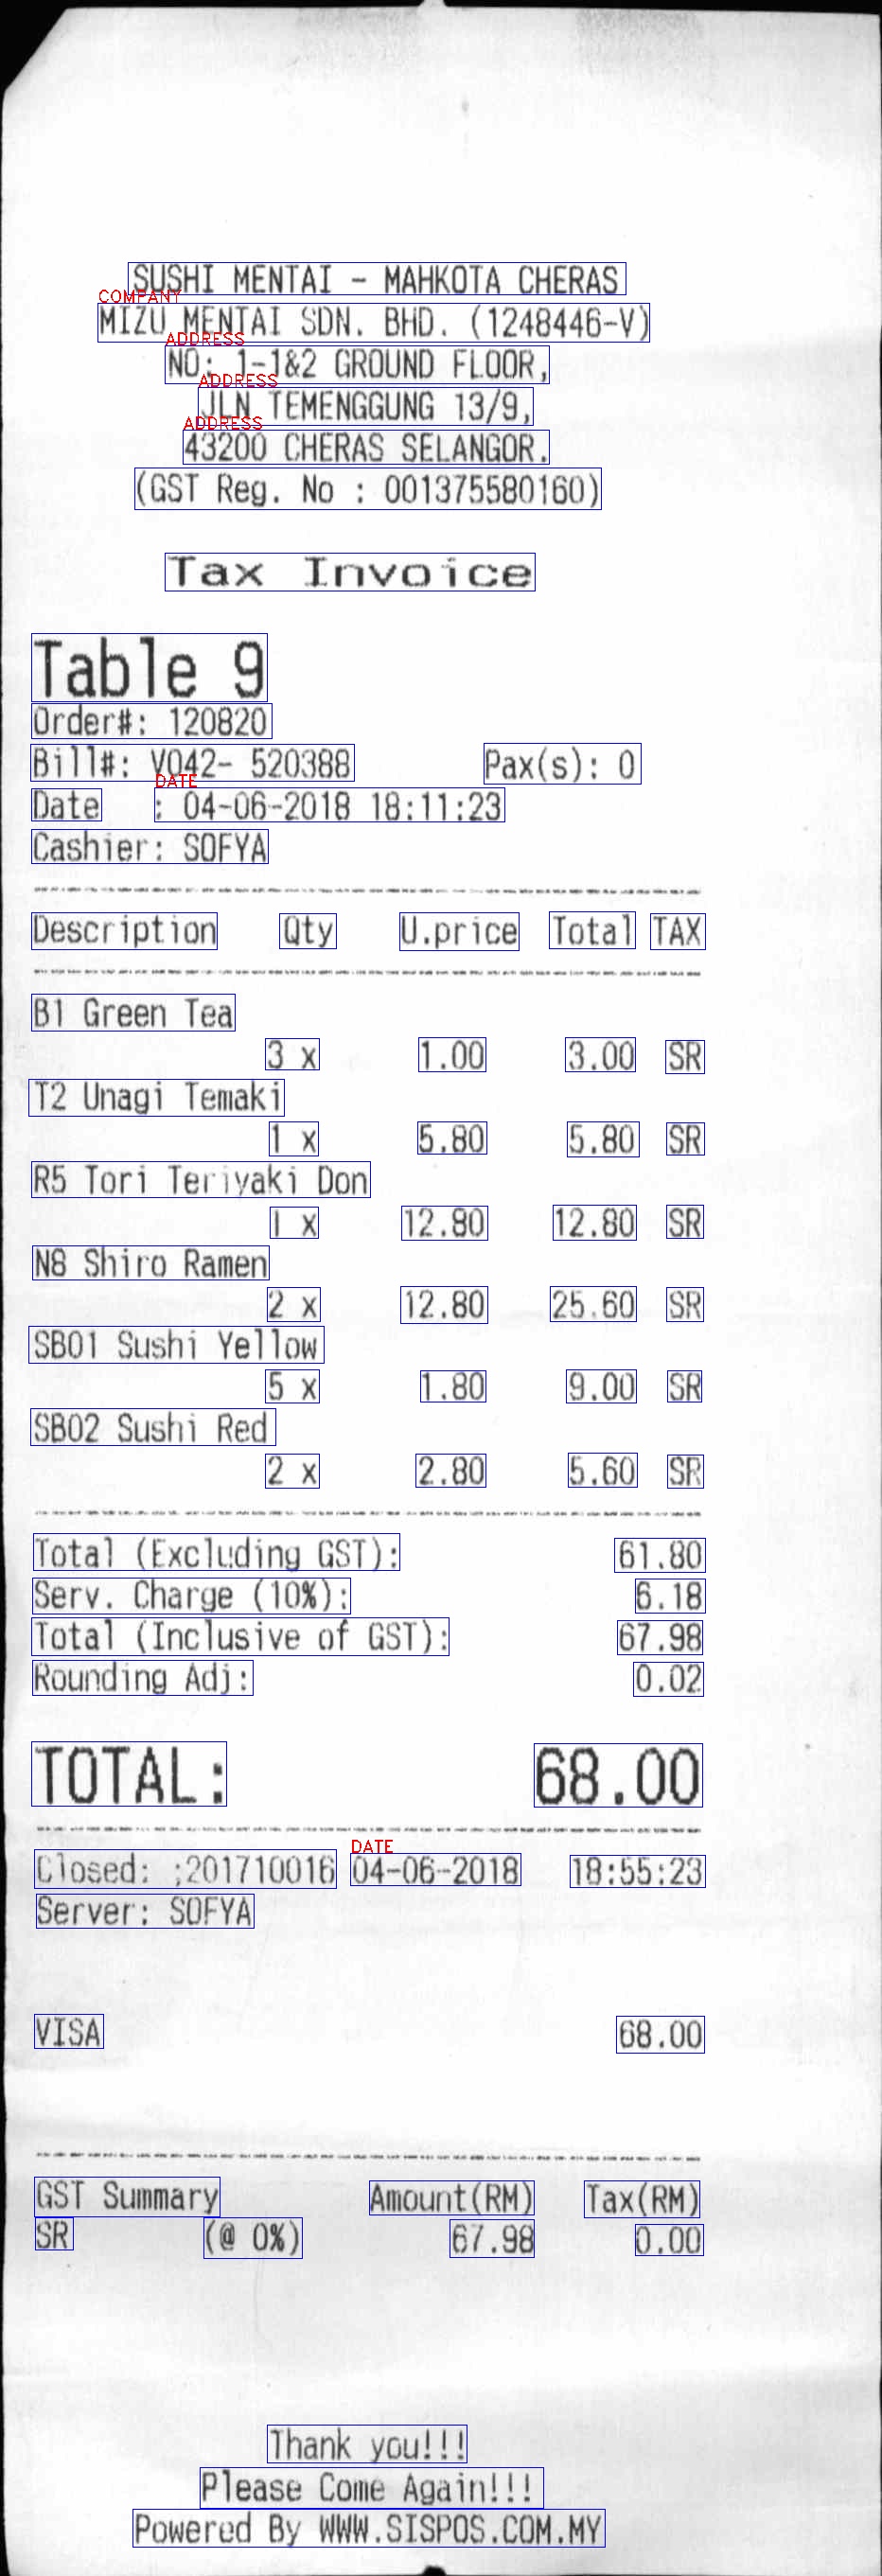 SUSHI MENTAI - MAHKOTA CHERAS
COMPANY
MIZU MENTAI SDN. BHD. (1248446-V)
ADDRESS
NO: 1-1&2 GROUND FLOOR,
ADDRESS
JLN TEMENGGUNG 13/9,
ADDRESS
43200 CHERAS SELANGOR.
(GST Reg. No : 001375580160)
Tax Invoice
Table 9
Order#: 120820
Bill#: V042- 520388 Pax(s): 0
DATE
Date : 04-06-2018 18:11:23
Cashier: SOFYA
Description Qty U.price Total TAX
B1 Green Tea
3 x 1.00 3.00 SR
T2 Unagi Temaki
1 x 5.80 5.80 SR
R5 Tori Teriyaki Don
1 x 12.80 12.80 SR
N8 Shiro Ramen
2 x 12.80 25.60 SR
SB01 Sushi Yellow
5 x 1.80 9.00 SR
SB02 Sushi Red
2 x 2.80 5.60 SR
Total (Excluding GST): 61.80
Serv. Charge (10%): 6.18
Total (Inclusive of GST): 67.98
Rounding Adj: 0.02
TOTAL: 68.00
DATE
Closed: ;201710016 04-06-2018 18:55:23
Server: SOFYA
VISA 68.00
GST Summary Amount(RM) Tax(RM)
SR (@ 0%) 67.98 0.00
Thank you!!!
Please Come Again!!!
Powered By WWW.SISPOS.COM.MY